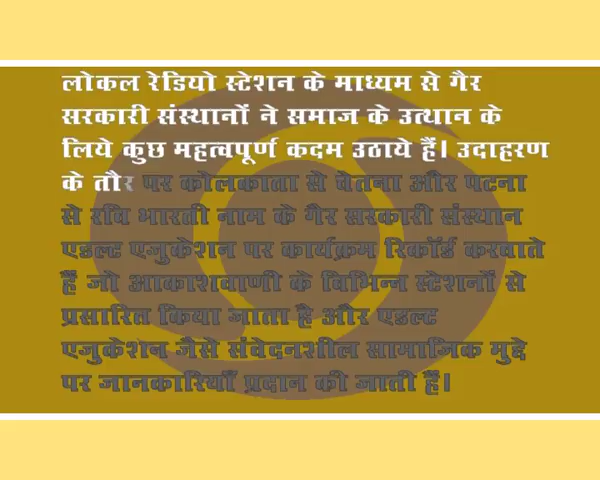 लोकल रेडियो स्टेशन के माध्यम से गैर
सरकारी संस्थानों ने समाज के उत्थान के
लिये कुछ महत्वपूर्ण कदम उठाये हैं। उदाहरण
के तौर पर कोलकाता से चेतना और पटना
से रवि भारती नाम के गैर सरकारी संस्थान
एडल्ट एजुकेशन पर कार्यक्रम रिकॉर्ड करवाते
हैं जो आकाशवाणी के विभिन्न स्टेशनों से
प्रसारित किया जाता है और एडल्ट
एजुकेशन जैसे संवेदनशील सामाजिक मुद्दे
पर जानकारियाँ प्रदान की जाती हैं।